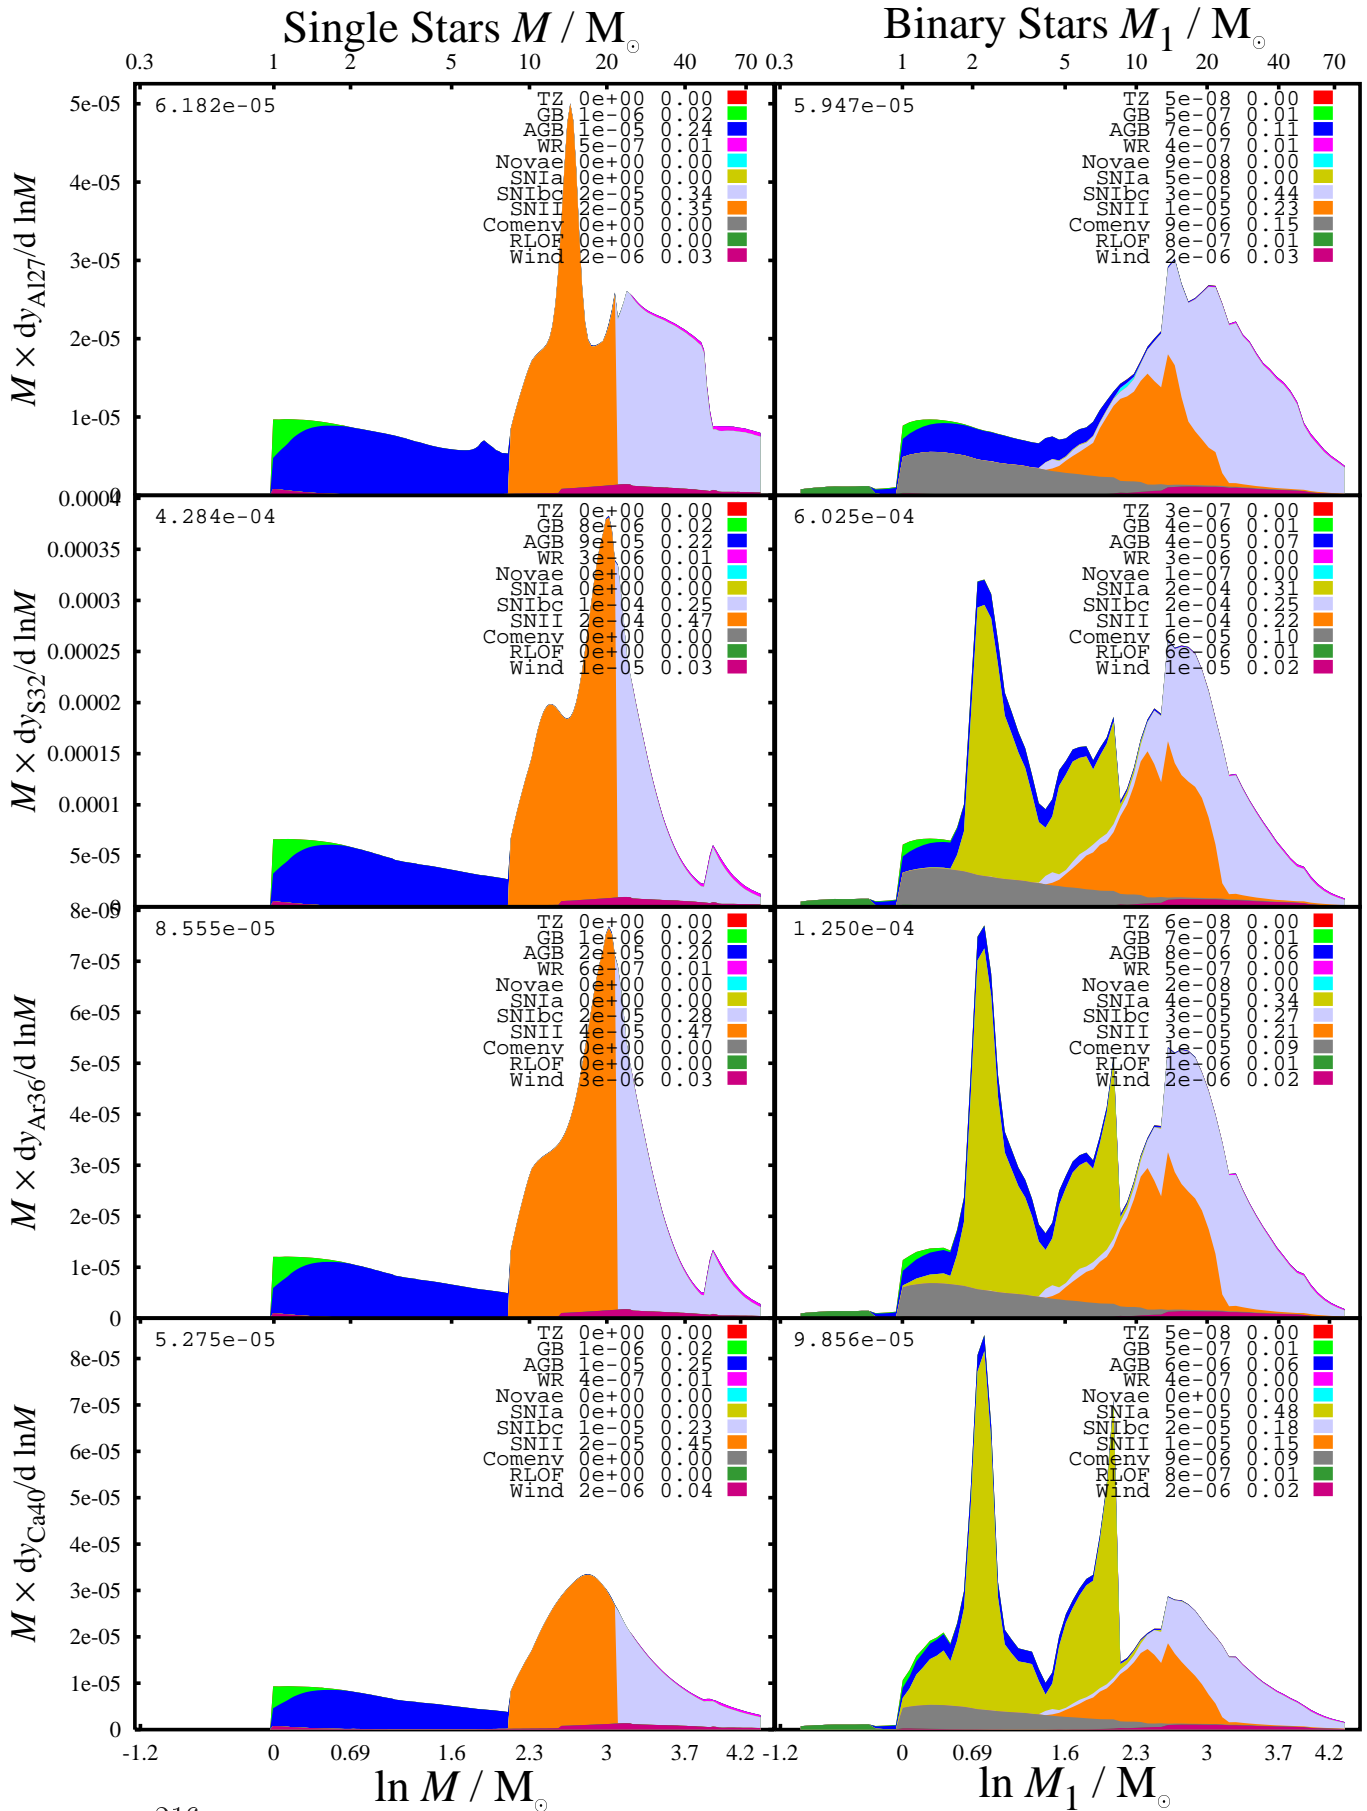 Single Stars M / M☉
Binary Stars M1 / M☉
0.3 1 2 5 10 20 40 70
0.3 1 2 5 10 20 40 70
M × dyAl27/d lnM
5e-05
4e-05
3e-05
2e-05
1e-05
0
6.182e-05
TZ 0e+00 0.00
GB 1e-06 0.02
AGB 1e-05 0.24
WR 5e-07 0.01
Novae 0e+00 0.00
SNIa 0e+00 0.00
SNIbc 2e-05 0.34
SNII 2e-05 0.35
Comenv 0e+00 0.00
RLOF 0e+00 0.00
Wind 2e-06 0.03
5.947e-05
TZ 5e-08 0.00
GB 5e-07 0.01
AGB 7e-06 0.11
WR 4e-07 0.01
Novae 9e-08 0.00
SNIa 5e-08 0.00
SNIbc 3e-05 0.44
SNII 1e-05 0.23
Comenv 9e-06 0.15
RLOF 8e-07 0.01
Wind 2e-06 0.03
M × dyS32/d lnM
0.0004
0.00035
0.0003
0.00025
0.0002
0.00015
0.0001
5e-05
0
4.284e-04
TZ 0e+00 0.00
GB 8e-06 0.02
AGB 9e-05 0.22
WR 3e-06 0.01
Novae 0e+00 0.00
SNIa 0e+00 0.00
SNIbc 1e-04 0.25
SNII 2e-04 0.47
Comenv 0e+00 0.00
RLOF 0e+00 0.00
Wind 1e-05 0.03
6.025e-04
TZ 3e-07 0.00
GB 4e-06 0.01
AGB 4e-05 0.07
WR 3e-06 0.00
Novae 1e-07 0.00
SNIa 2e-04 0.31
SNIbc 2e-04 0.25
SNII 1e-04 0.22
Comenv 6e-05 0.10
RLOF 6e-06 0.01
Wind 1e-05 0.02
M × dyAr36/d lnM
8e-05
7e-05
6e-05
5e-05
4e-05
3e-05
2e-05
1e-05
0
8.555e-05
TZ 0e+00 0.00
GB 1e-06 0.02
AGB 2e-05 0.20
WR 6e-07 0.01
Novae 0e+00 0.00
SNIa 0e+00 0.00
SNIbc 2e-05 0.28
SNII 4e-05 0.47
Comenv 0e+00 0.00
RLOF 0e+00 0.00
Wind 3e-06 0.03
1.250e-04
TZ 6e-08 0.00
GB 7e-07 0.01
AGB 8e-06 0.06
WR 5e-07 0.00
Novae 2e-08 0.00
SNIa 4e-05 0.34
SNIbc 3e-05 0.27
SNII 3e-05 0.21
Comenv 1e-05 0.09
RLOF 1e-06 0.01
Wind 2e-06 0.02
M × dyCa40/d lnM
8e-05
7e-05
6e-05
5e-05
4e-05
3e-05
2e-05
1e-05
0
5.275e-05
TZ 0e+00 0.00
GB 1e-06 0.02
AGB 1e-05 0.25
WR 4e-07 0.01
Novae 0e+00 0.00
SNIa 0e+00 0.00
SNIbc 1e-05 0.23
SNII 2e-05 0.45
Comenv 0e+00 0.00
RLOF 0e+00 0.00
Wind 2e-06 0.04
9.856e-05
TZ 5e-08 0.00
GB 5e-07 0.01
AGB 6e-06 0.06
WR 4e-07 0.00
Novae 0e+00 0.00
SNIa 5e-05 0.48
SNIbc 2e-05 0.18
SNII 1e-05 0.15
Comenv 9e-06 0.09
RLOF 8e-07 0.01
Wind 2e-06 0.02
-1.2 0 0.69 1.6 2.3 3 3.7 4.2
-1.2 0 0.69 1.6 2.3 3 3.7 4.2
ln M / M☉
ln M1 / M☉